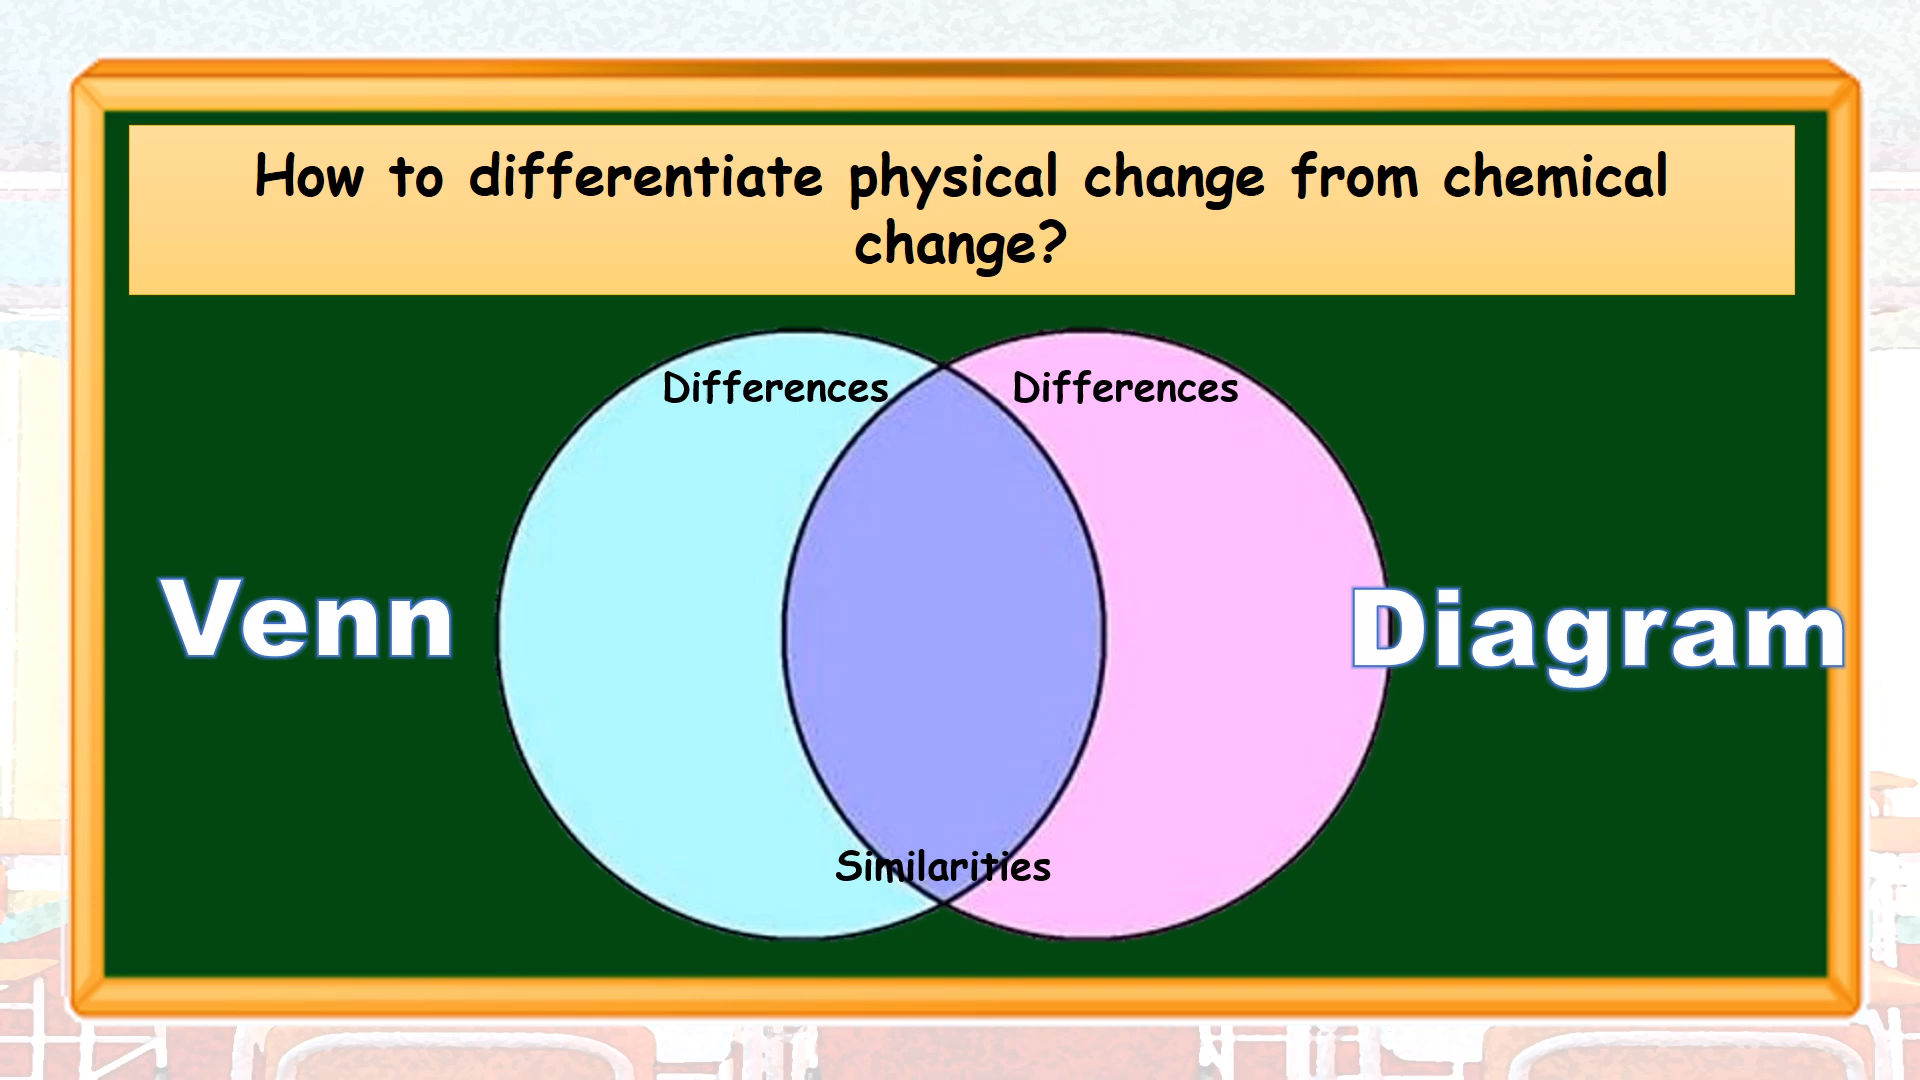 How to differentiate physical change from chemical
change?
Differences
Differences
Venn
Diagram
Similarities